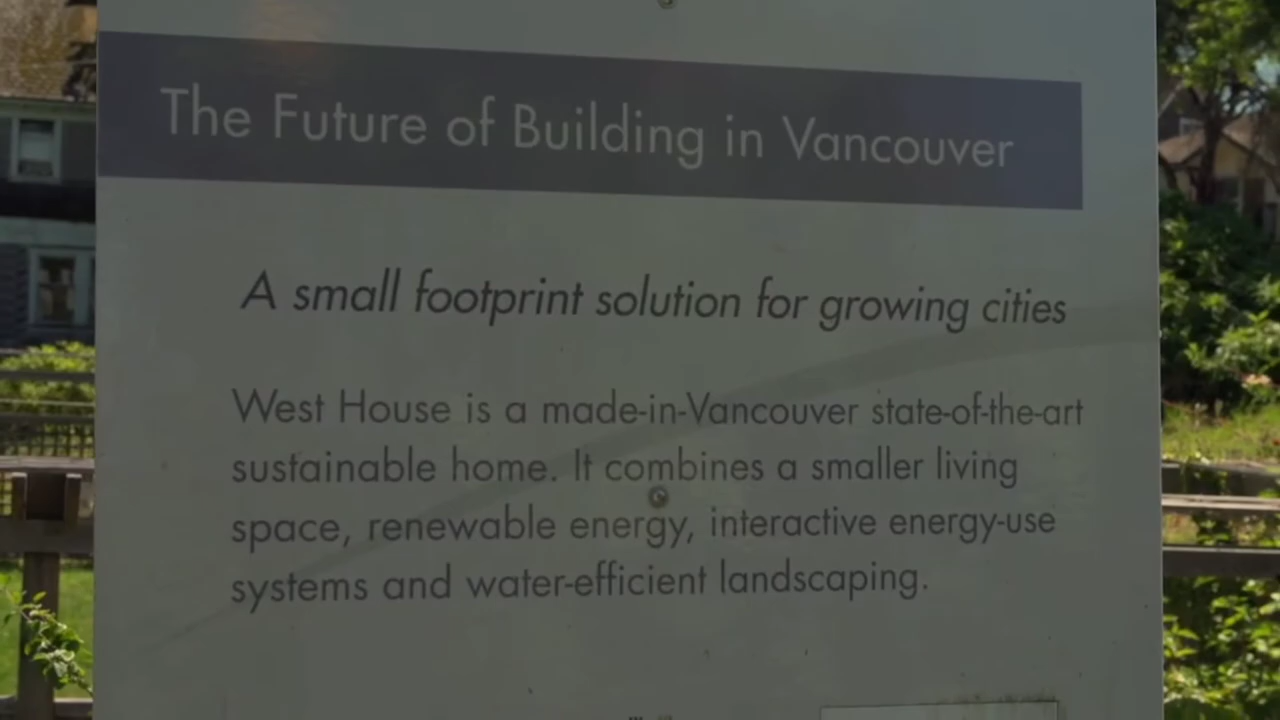 The Future of Building in Vancouver
A small footprint solution for growing cities
West House is a made-in-Vancouver state-of-the-art
sustainable home. It combines a smaller living
space, renewable energy, interactive energy-use
systems and water-efficient landscaping.